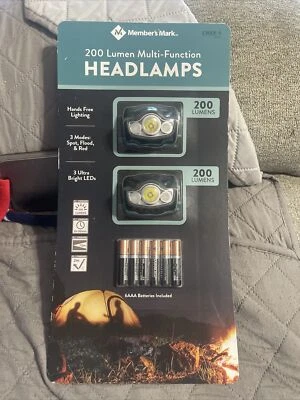 Member's Mark
200 Lumen Multi-Function
HEADLAMPS
Hands Free
Lighting
3 Modes:
Spot, Flood,
& Red
3 Ultra
Bright LEDs
200
LUMENS
200
LUMENS
6AAA Batteries Included